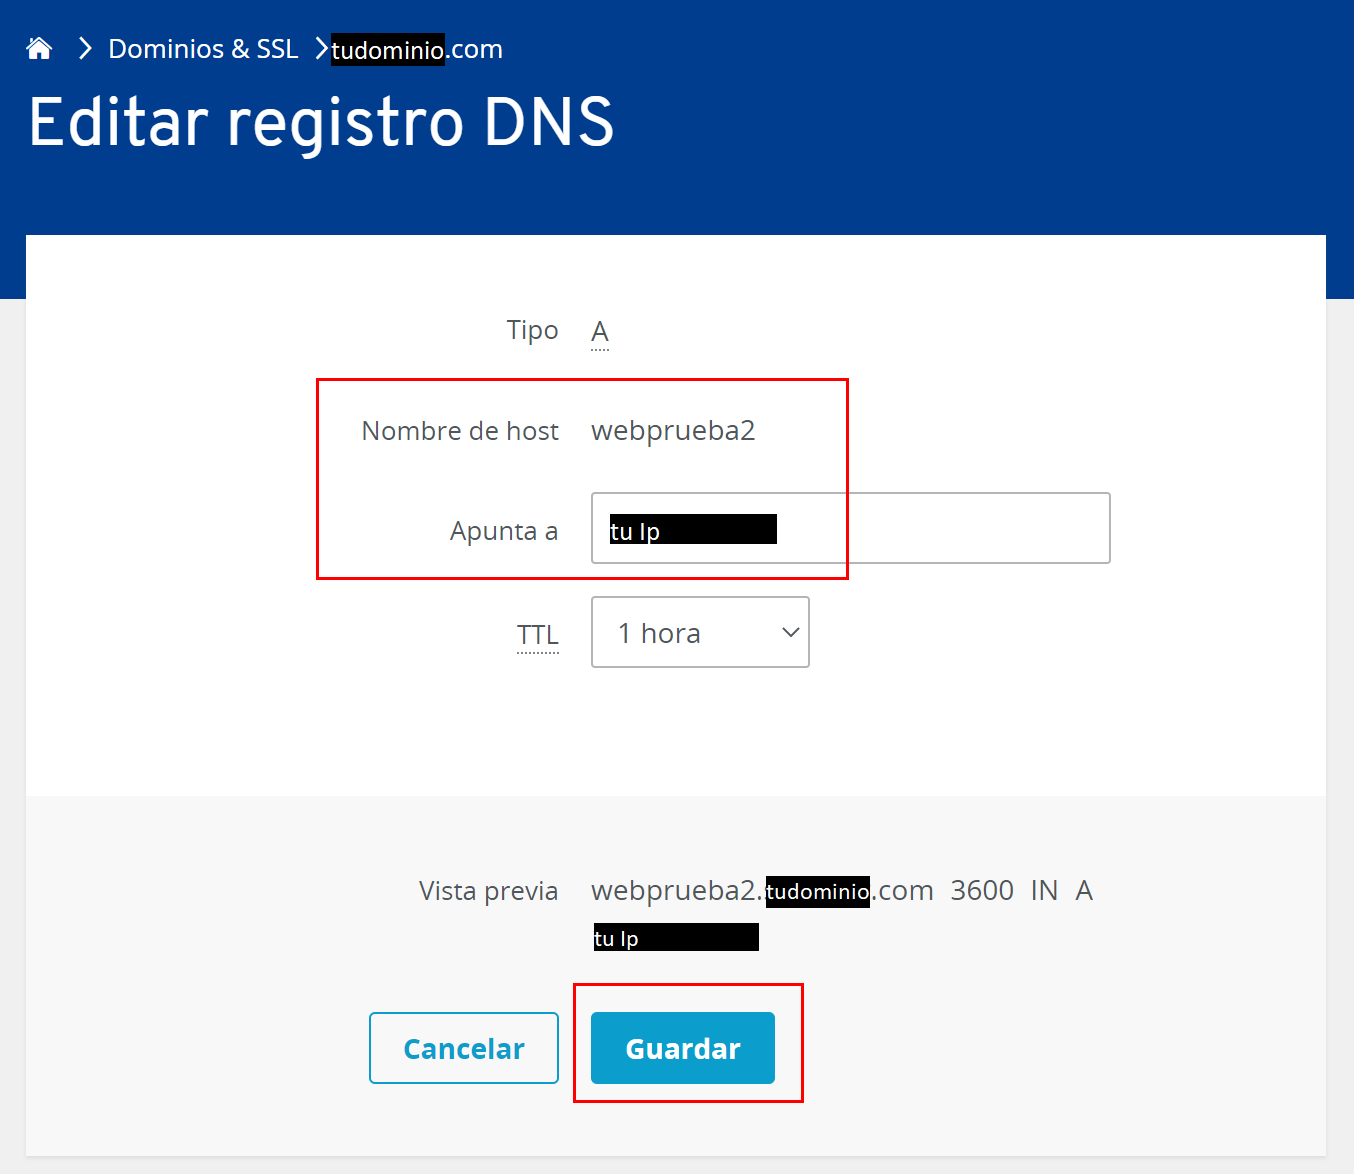 Dominios & SSL tudominio.com
Editar registro DNS
Tipo A
Nombre de host webprueba2
Apunta a tu Ip
TTL 1 hora
Vista previa webprueba2.tudominio.com 3600 IN A
tu Ip
Cancelar Guardar